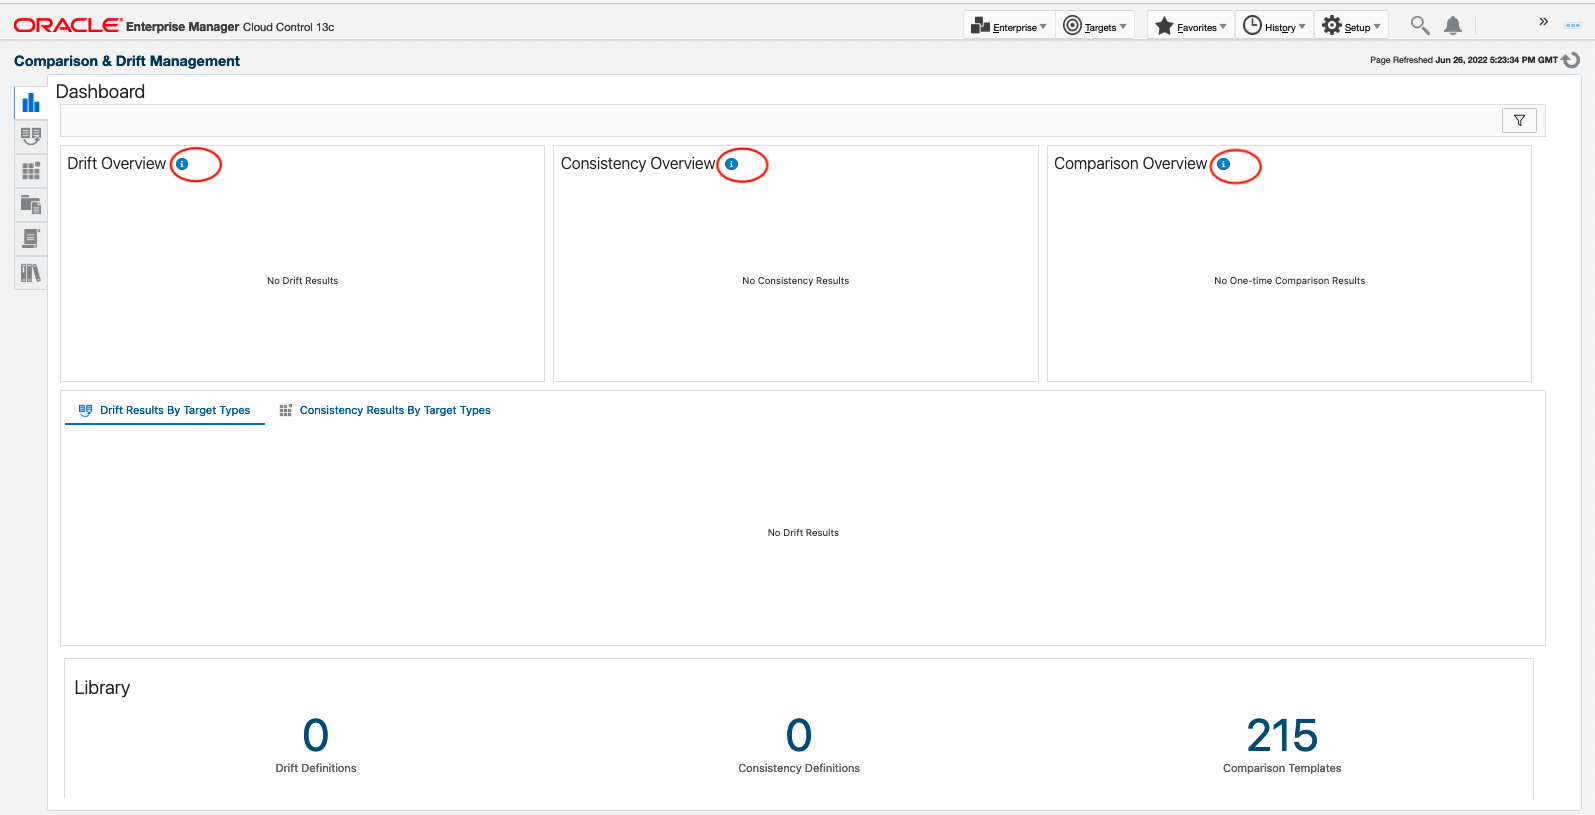 ORACLE Enterprise Manager Cloud Control 13c
Enterprise
Targets
Favorites
History
Setup
»
Comparison & Drift Management
Page Refreshed Jun 26, 2022 5:23:34 PM GMT
Dashboard
Drift Overview i
Consistency Overview i
Comparison Overview i
No Drift Results
No Consistency Results
No One-time Comparison Results
Drift Results By Target Types
Consistency Results By Target Types
No Drift Results
Library
0
0
215
Drift Definitions
Consistency Definitions
Comparison Templates